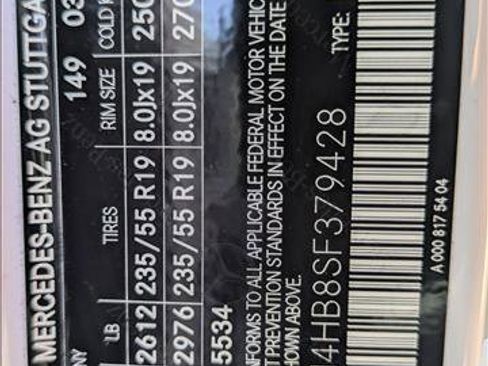 MERCEDES-BENZ AG STUTTGA
NY 149 03
LB TIRES RIM SIZE COLD
2612 235/55 R19 8.0Jx19 250
2976 235/55 R19 8.0Jx19 270
5534
NFORMS TO ALL APPLICABLE FEDERAL MOTOR VEHIC
T PREVENTION STANDARDS IN EFFECT ON THE DATE
HOWN ABOVE.
4HB8SF379428 TYPE:
A 000 817 54 04